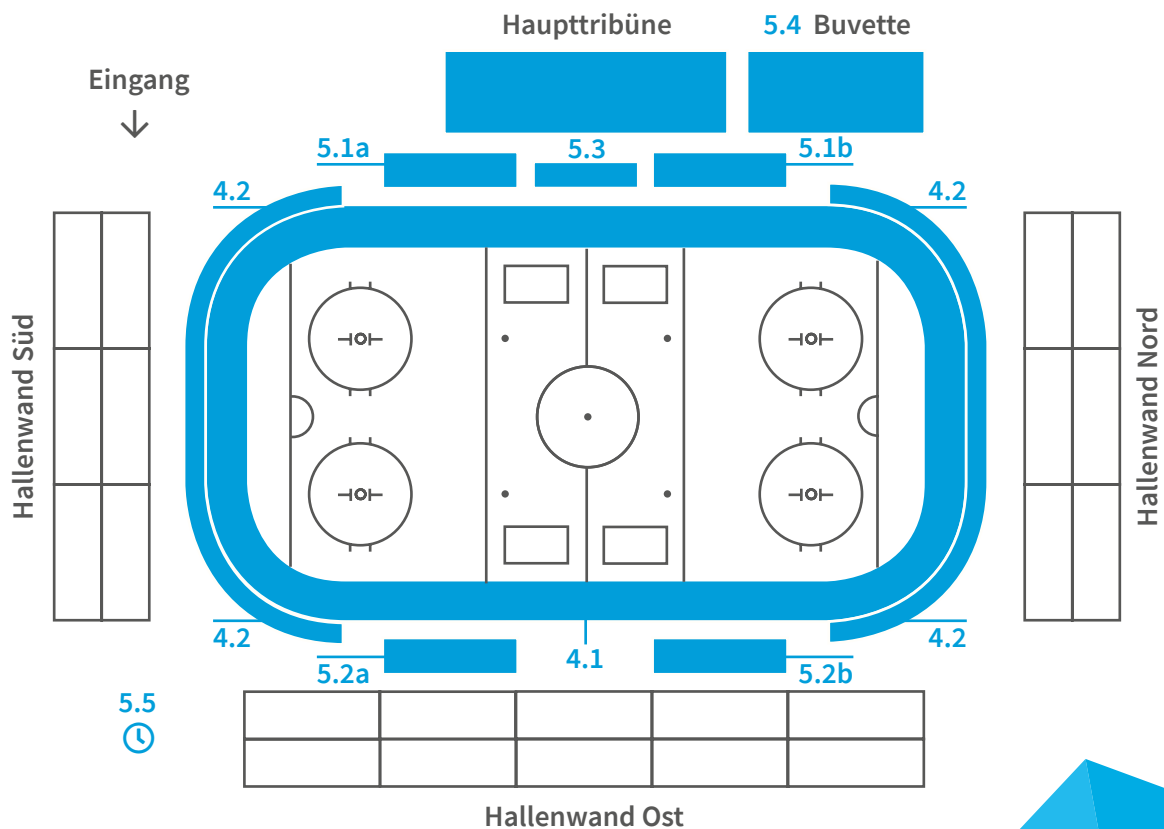 Haupttribüne
5.4 Buvette
Eingang
5.1a
5.3
5.1b
4.2
4.2
Hallenwand Süd
Hallenwand Nord
4.2
4.2
5.2a
4.1
5.2b
5.5
Hallenwand Ost